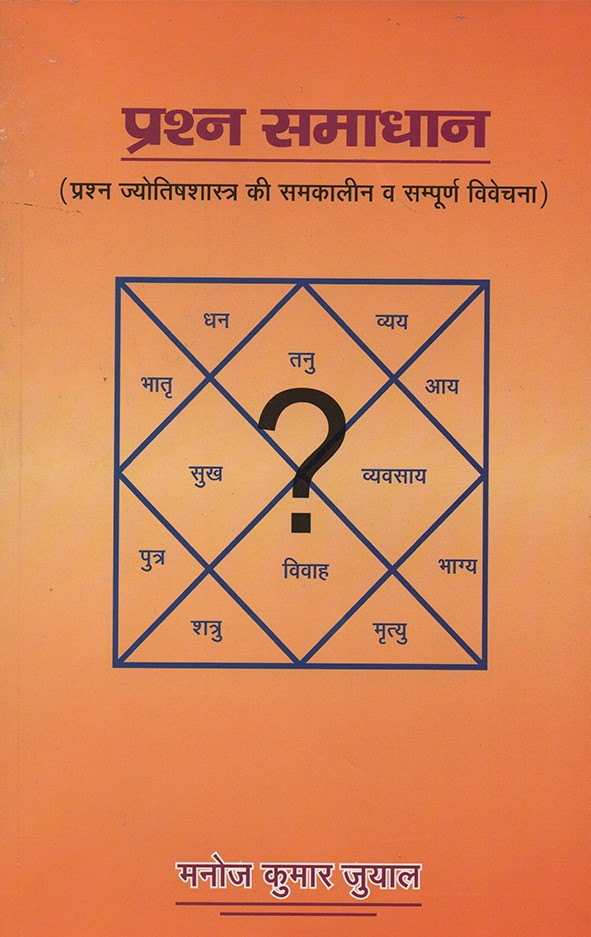 प्रश्न समाधान
(प्रश्न ज्योतिषशास्त्र की समकालीन व सम्पूर्ण विवेचना)
धन
व्यय
तनु
भातृ
आय
?
सुख
व्यवसाय
पुत्र
विवाह
भाग्य
शत्रु
मृत्यु
मनोज कुमार जुयाल